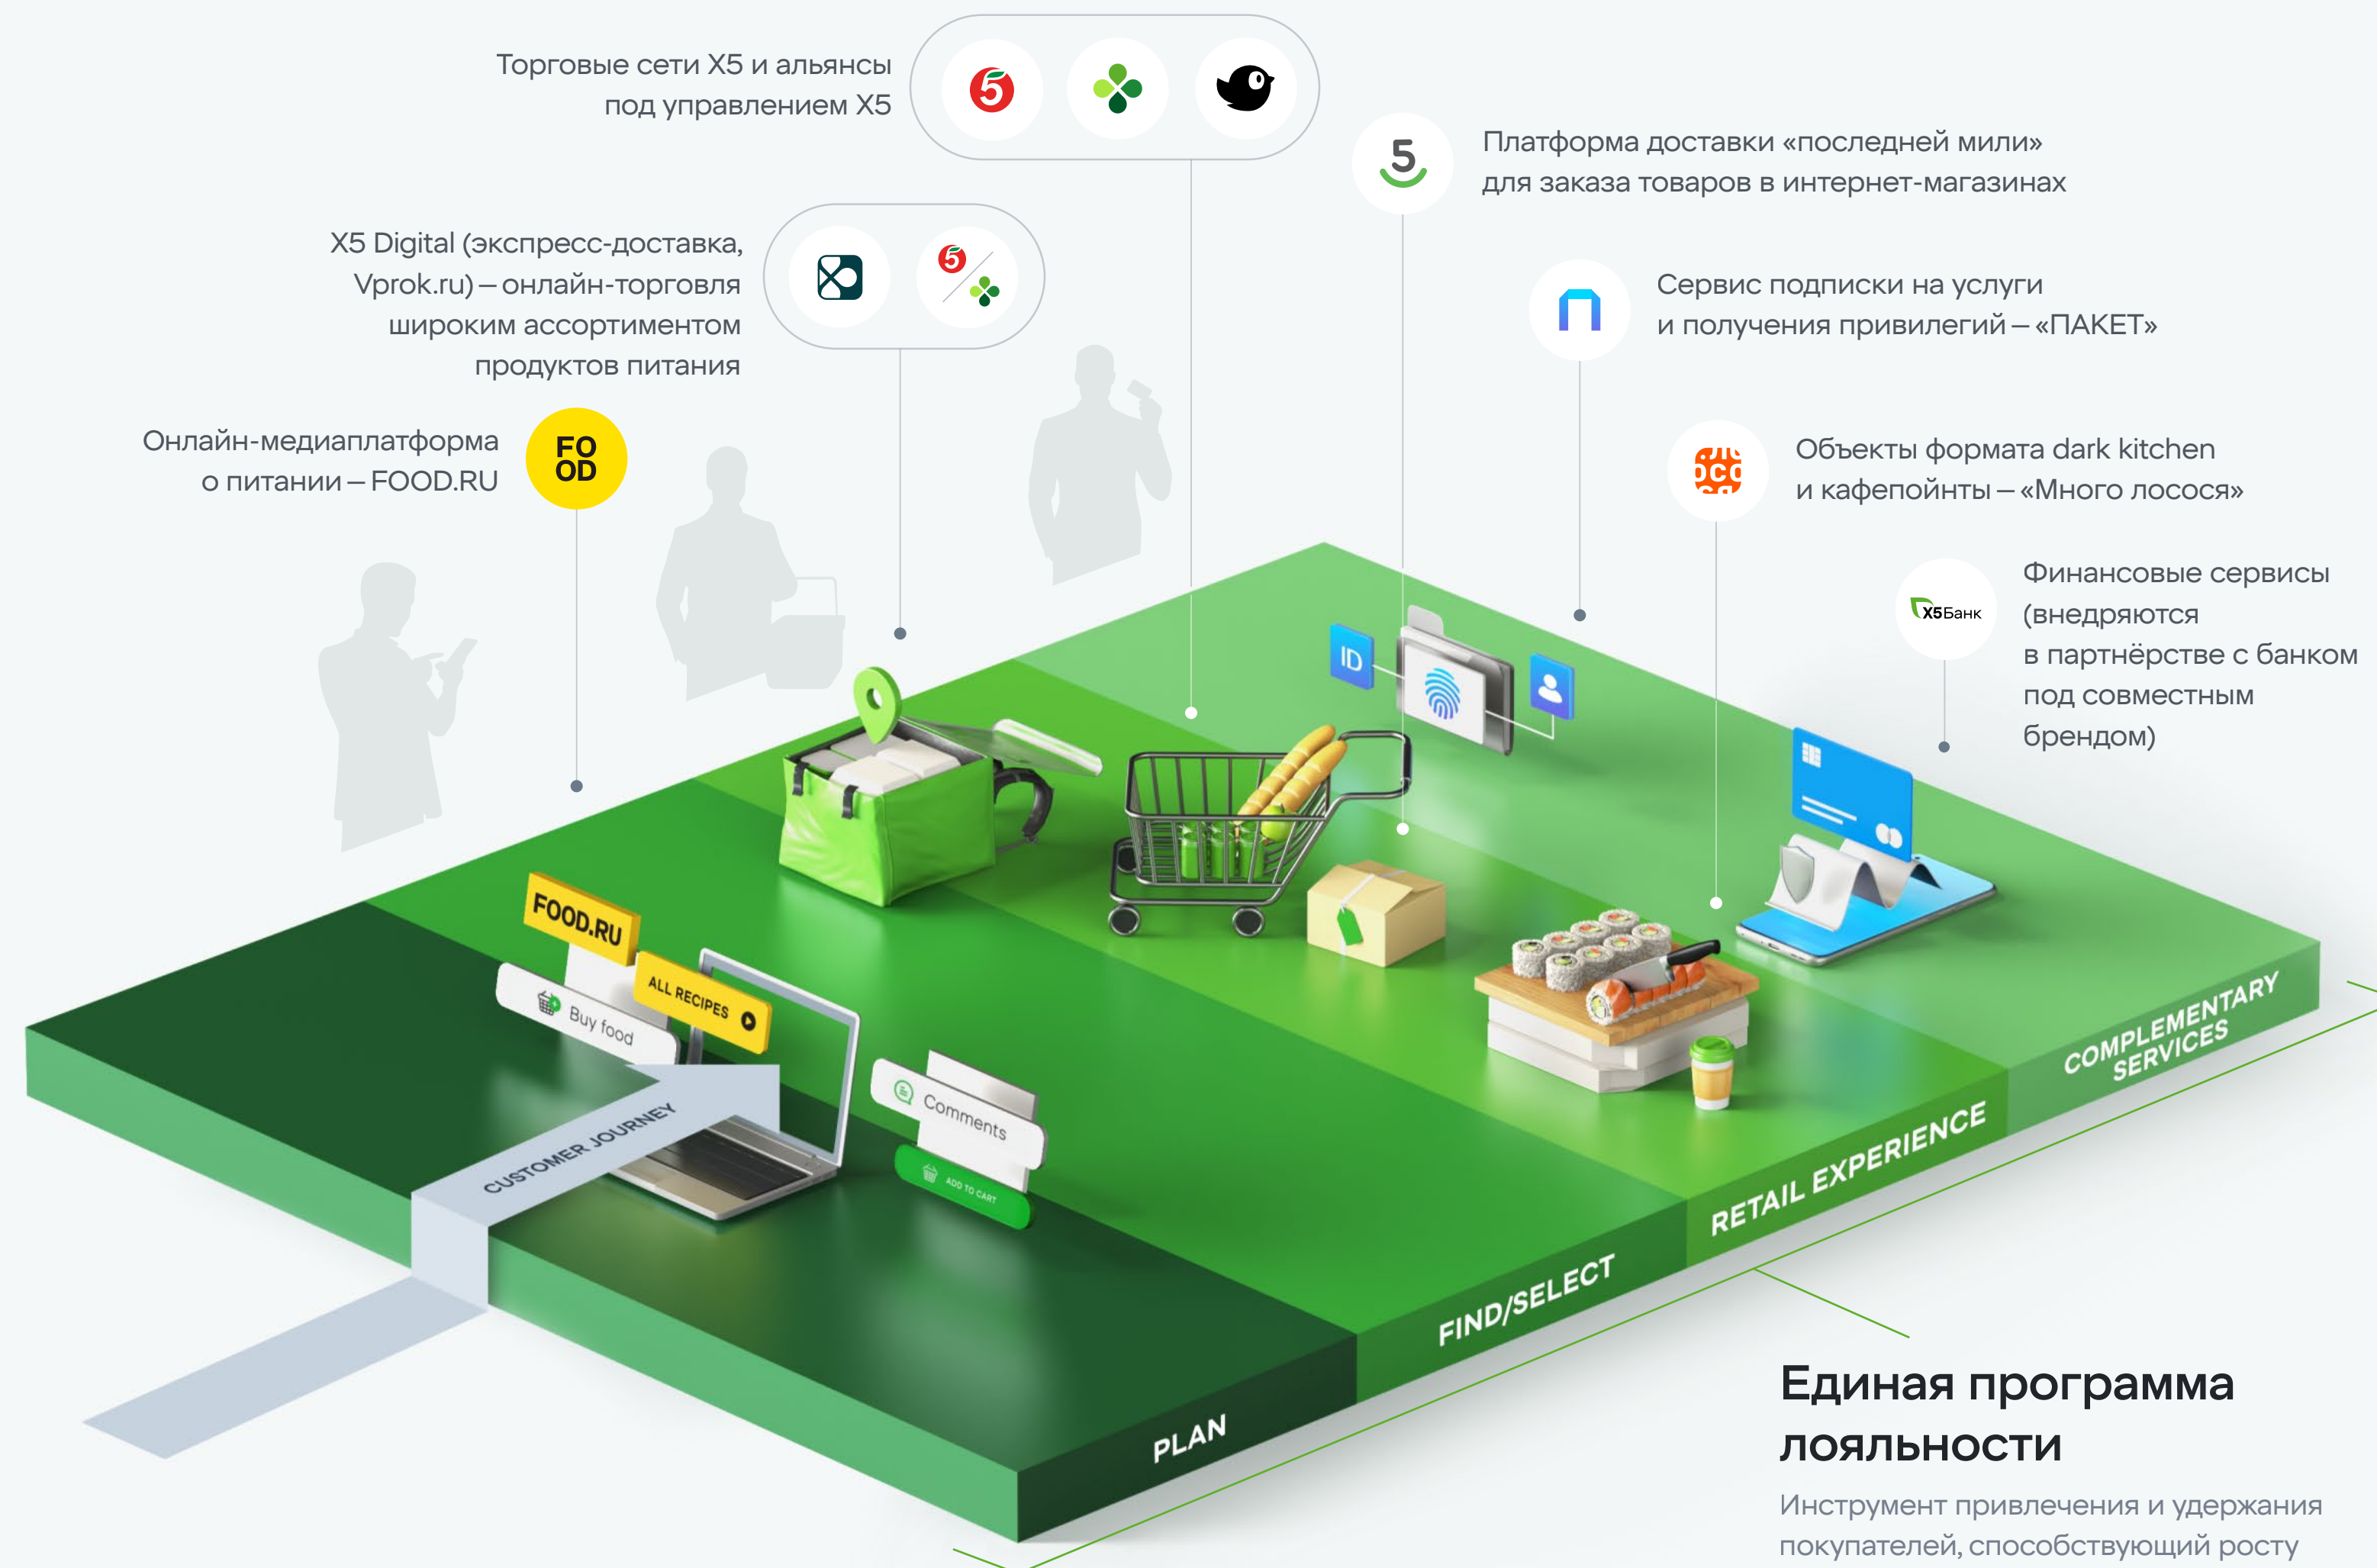 Торговые сети X5 и альянсы
под управлением X5
5
5
Платформа доставки «последней мили»
для заказа товаров в интернет-магазинах
X5 Digital (экспресс-доставка,
Vprok.ru) – онлайн-торговля
широким ассортиментом
продуктов питания
5
Сервис подписки на услуги
и получения привилегий – «ПАКЕТ»
Онлайн-медиаплатформа
о питании – FOOD.RU
FO
OD
Объекты формата dark kitchen
и кафепойнты – «Много лосося»
X5Банк
Финансовые сервисы
(внедряются
в партнёрстве с банком
под совместным
брендом)
ID
FOOD.RU
ALL RECIPES
Buy food
Comments
ADD TO CART
CUSTOMER JOURNEY
PLAN
FIND/SELECT
RETAIL EXPERIENCE
COMPLEMENTARY
SERVICES
Единая программа
лояльности
Инструмент привлечения и удержания
покупателей, способствующий росту